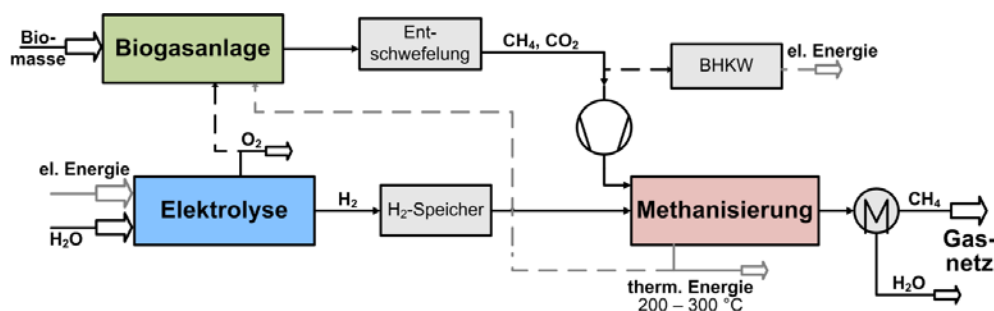 Bio-
masse
Biogasanlage
Ent-
schwefelung
CH₄, CO₂
BHKW
el. Energie
O₂
el. Energie
H₂O
Elektrolyse
H₂
H₂-Speicher
Methanisierung
M
CH₄
Gas-
netz
H₂O
therm. Energie
200 – 300 °C